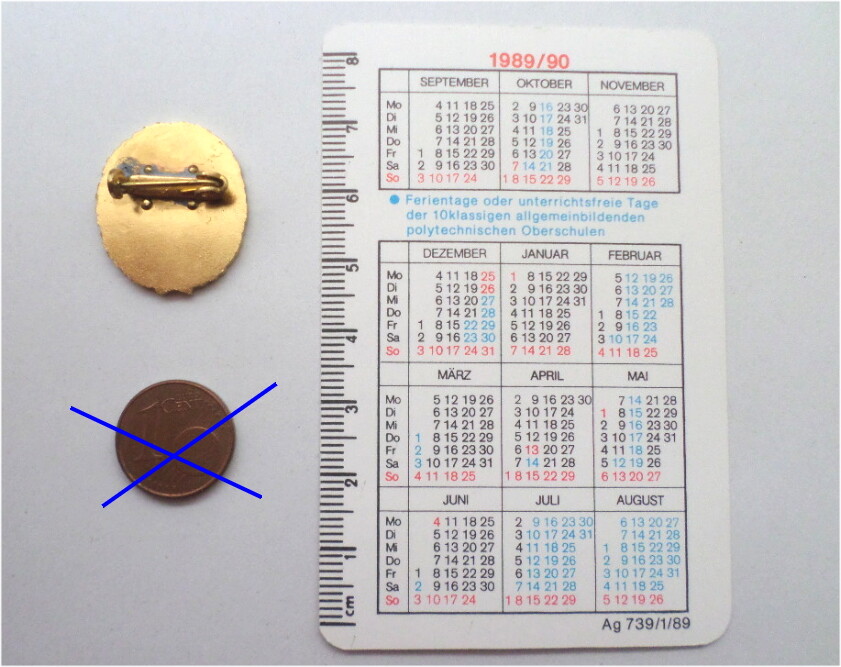 1989/90
SEPTEMBER OKTOBER NOVEMBER
Mo 4 11 18 25 2 9 16 23 30 6 13 20 27
Di 5 12 19 26 3 10 17 24 31 7 14 21 28
Mi 6 13 20 27 4 11 18 25 1 8 15 22 29
Do 7 14 21 28 5 12 19 26 2 9 16 23 30
Fr 1 8 15 22 29 6 13 20 27 3 10 17 24
Sa 2 9 16 23 30 7 14 21 28 4 11 18 25
So 3 10 17 24 1 8 15 22 29 5 12 19 26
Ferientage oder unterrichtsfreie Tage
der 10klassigen allgemeinbildenden
polytechnischen Oberschulen
DEZEMBER JANUAR FEBRUAR
Mo 4 11 18 25 1 8 15 22 29 5 12 19 26
Di 5 12 19 26 2 9 16 23 30 6 13 20 27
Mi 6 13 20 27 3 10 17 24 31 7 14 21 28
Do 7 14 21 28 4 11 18 25 1 8 15 22
Fr 1 8 15 22 29 5 12 19 26 2 9 16 23
Sa 2 9 16 23 30 6 13 20 27 3 10 17 24
So 3 10 17 24 31 7 14 21 28 4 11 18 25
MÄRZ APRIL MAI
Mo 5 12 19 26 2 9 16 23 30 7 14 21 28
Di 6 13 20 27 3 10 17 24 1 8 15 22 29
Mi 7 14 21 28 4 11 18 25 2 9 16 23 30
Do 1 8 15 22 29 5 12 19 26 3 10 17 24 31
Fr 2 9 16 23 30 6 13 20 27 4 11 18 25
Sa 3 10 17 24 31 7 14 21 28 5 12 19 26
So 4 11 18 25 1 8 15 22 29 6 13 20 27
JUNI JULI AUGUST
Mo 4 11 18 25 2 9 16 23 30 6 13 20 27
Di 5 12 19 26 3 10 17 24 31 7 14 21 28
Mi 6 13 20 27 4 11 18 25 1 8 15 22 29
Do 7 14 21 28 5 12 19 26 2 9 16 23 30
Fr 1 8 15 22 29 6 13 20 27 3 10 17 24 31
Sa 2 9 16 23 30 7 14 21 28 4 11 18 25
So 3 10 17 24 1 8 15 22 29 5 12 19 26
Ag 739/1/89
8
7
6
5
4
3
2
1
cm
1
CENT